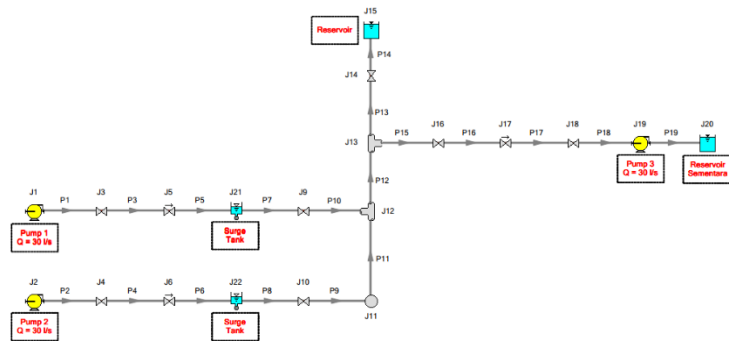 J15
Reservoir
P14
J14
P13
J16
J17
J18
J19
J20
P15
P16
P17
P18
P19
J13
Pump 3
Q = 30 l/s
Reservoir
Sementara
P12
J1
P1
J3
P3
J5
P5
J21
P7
J9
P10
J12
Pump 1
Q = 30 l/s
Surge
Tank
P11
J2
P2
J4
P4
J6
P6
J22
P8
J10
P9
J11
Pump 2
Q = 30 l/s
Surge
Tank